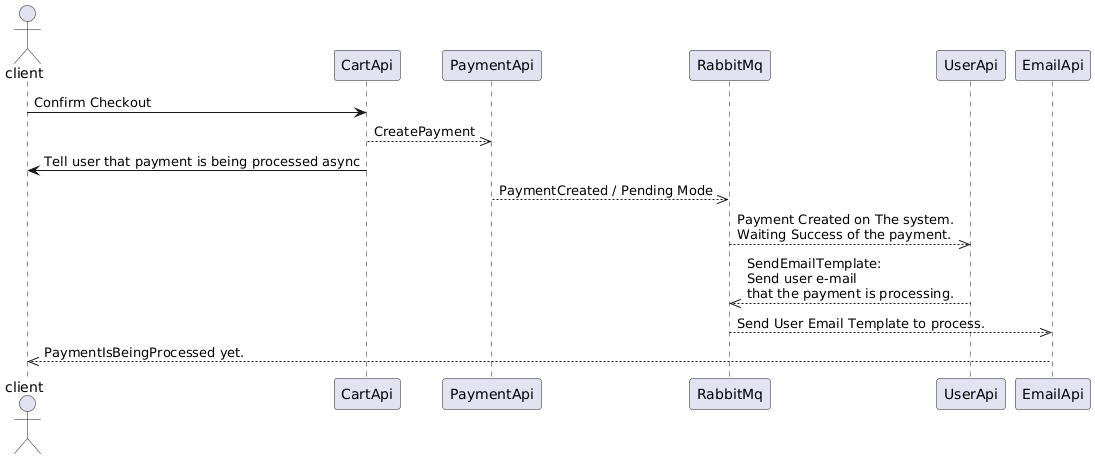 client
CartApi
PaymentApi
RabbitMq
UserApi
EmailApi
Confirm Checkout
CreatePayment
Tell user that payment is being processed async
PaymentCreated / Pending Mode
Payment Created on The system.
Waiting Success of the payment.
SendEmailTemplate:
Send user e-mail
that the payment is processing.
Send User Email Template to process.
PaymentIsBeingProcessed yet.
client
CartApi
PaymentApi
RabbitMq
UserApi
EmailApi